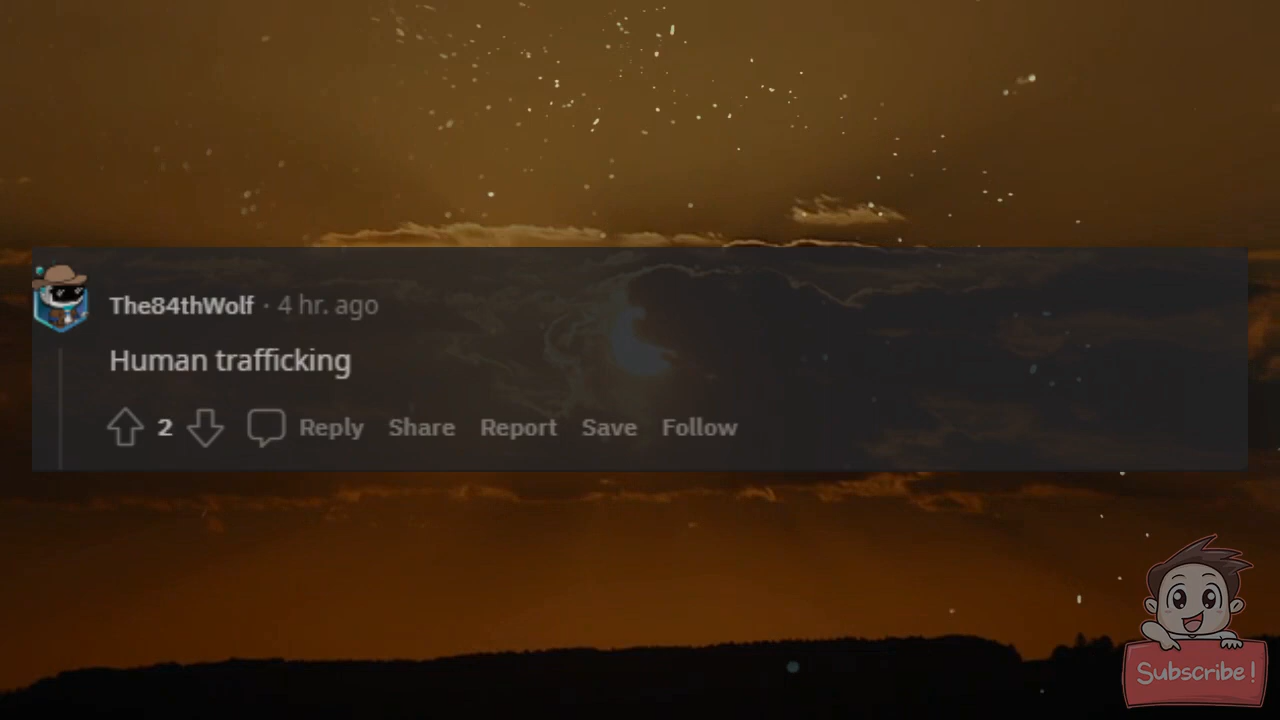 The84thWolf · 4 hr. ago
Human trafficking
2 Reply Share Report Save Follow
Subscribe!